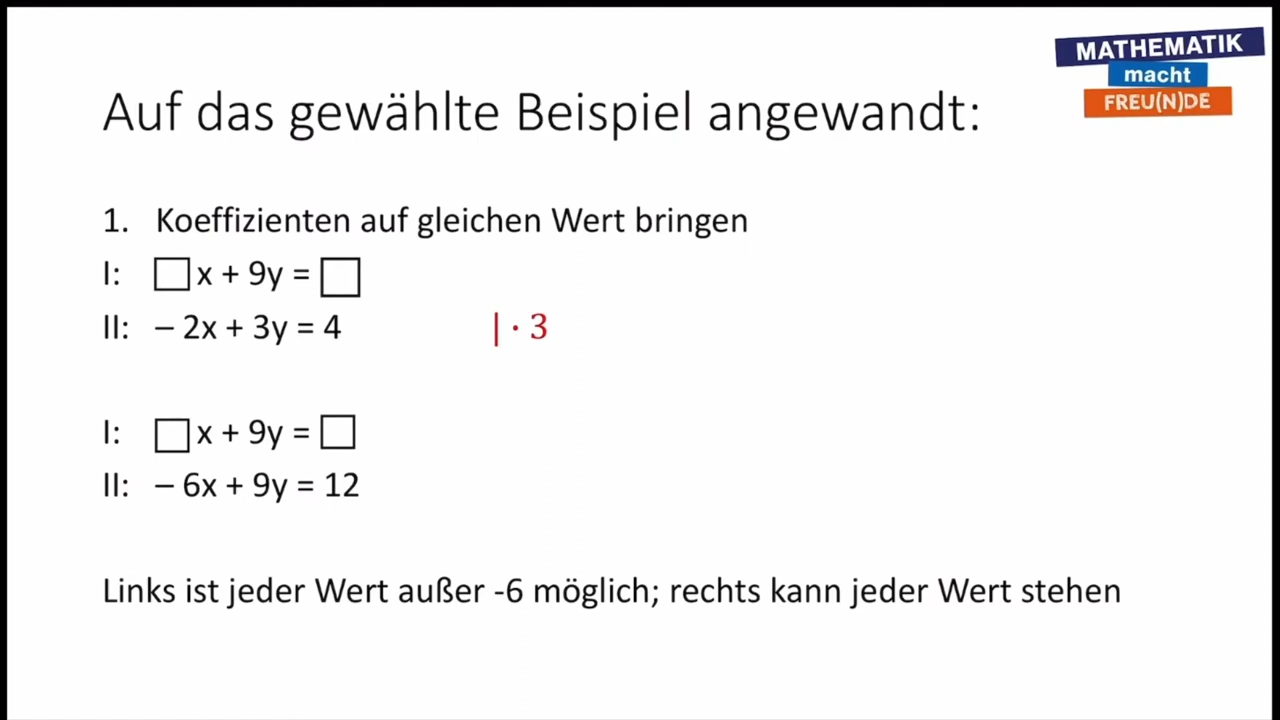 MATHEMATIK
macht
FREU(N)DE
Auf das gewählte Beispiel angewandt:
1. Koeffizienten auf gleichen Wert bringen
I: □x + 9y = □
II: – 2x + 3y = 4 | · 3
I: □x + 9y = □
II: – 6x + 9y = 12
Links ist jeder Wert außer -6 möglich; rechts kann jeder Wert stehen